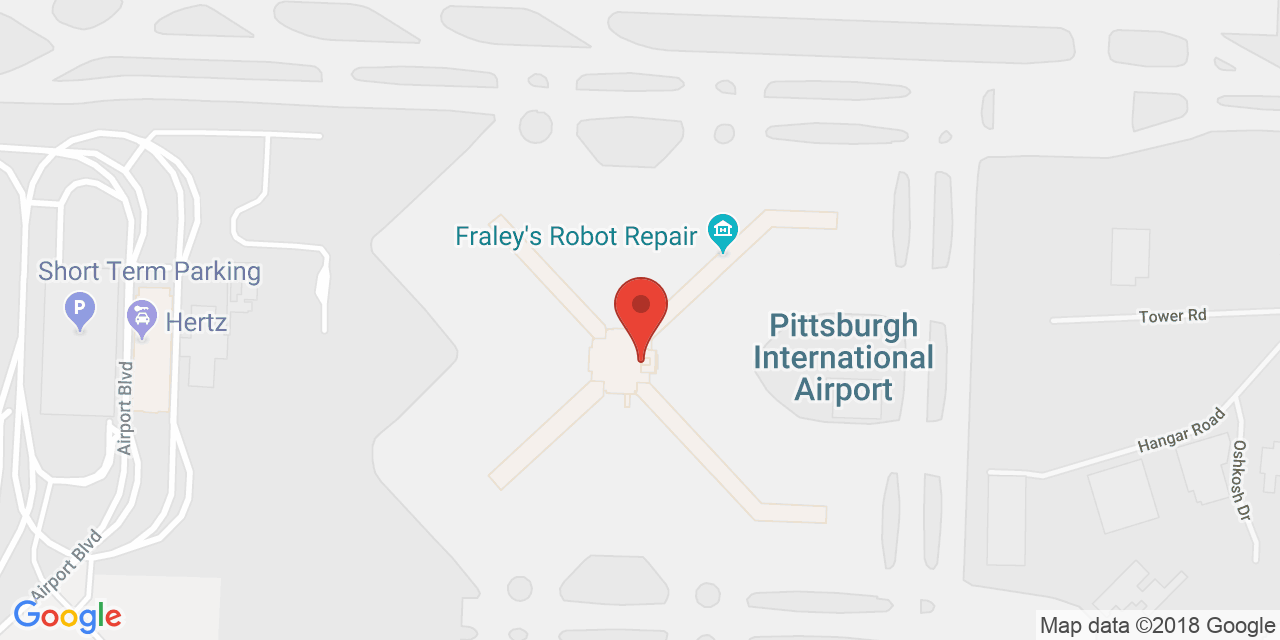 Fraley's Robot Repair
Short Term Parking
P
Hertz
Airport Blvd
Pittsburgh
International
Airport
Tower Rd
Hangar Road
Oshkosh Dr
Airport Blvd
Google
Map data ©2018 Google